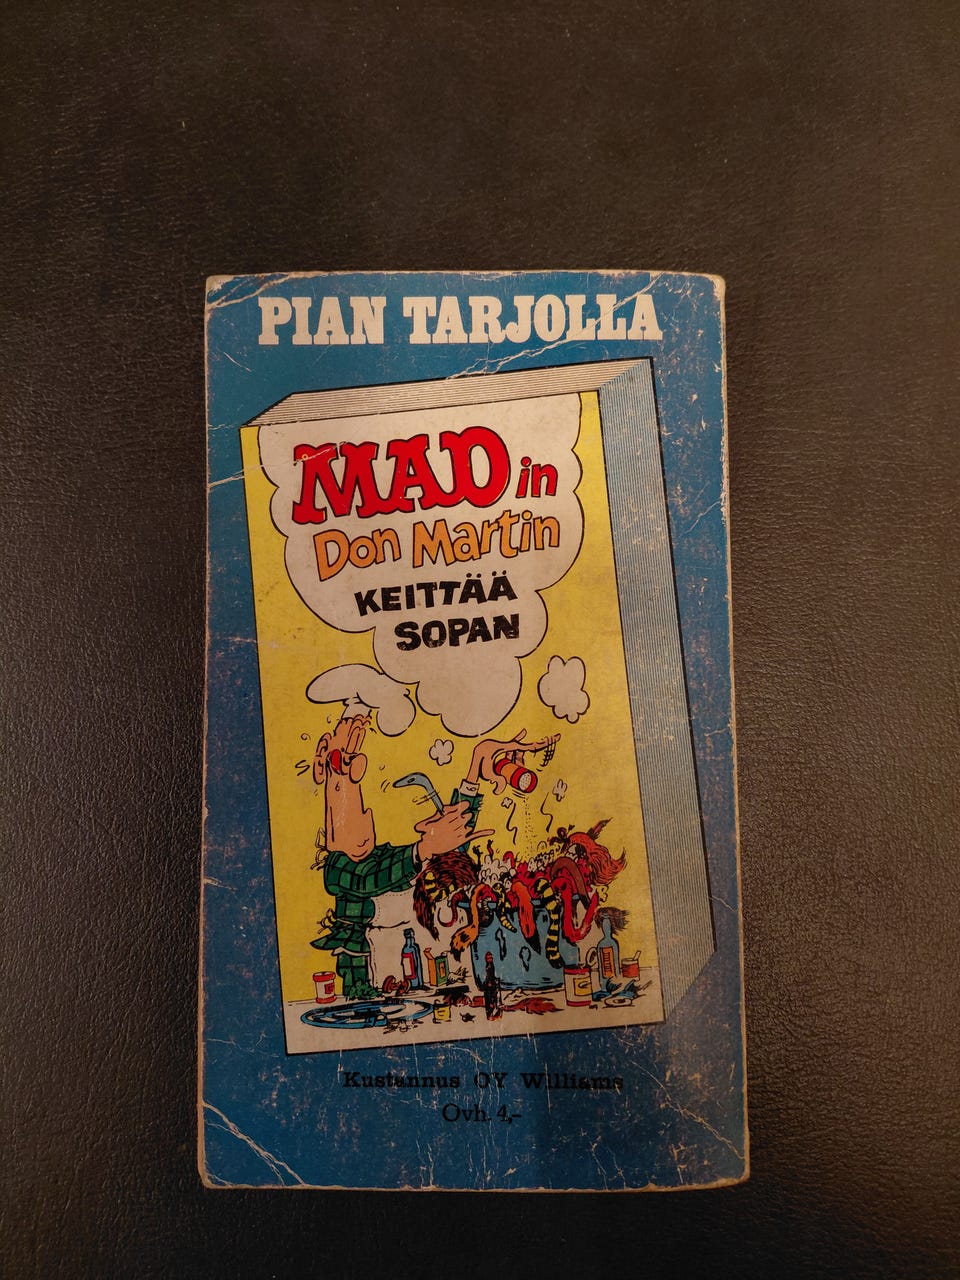 PIAN TARJOLLA
MAD in
Don Martin
KEITTÄÄ
SOPAN
Kustannus OY Williams
Ovh. 4,-